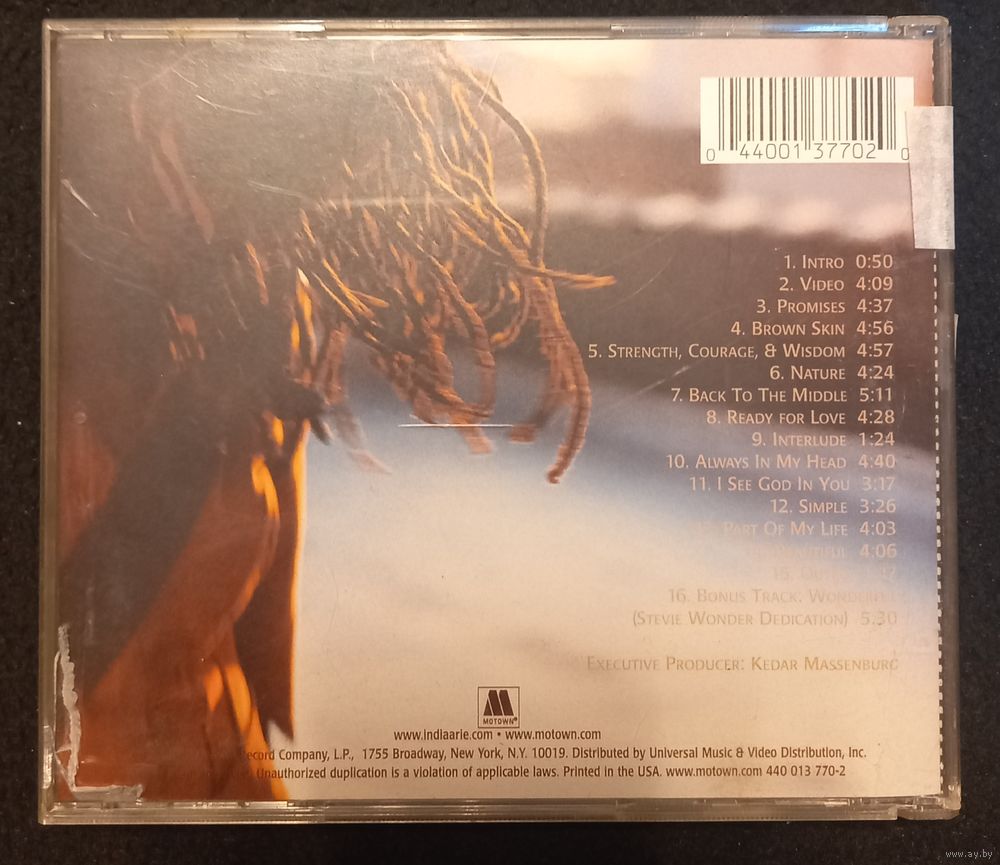 0 44001 37702 0
1. Intro 0:50
2. Video 4:09
3. Promises 4:37
4. Brown Skin 4:56
5. Strength, Courage, & Wisdom 4:57
6. Nature 4:24
7. Back To The Middle 5:11
8. Ready for Love 4:28
9. Interlude 1:24
10. Always In My Head 4:40
11. I See God In You 3:17
12. Simple 3:26
13. Part Of My Life 4:03
Beautiful 4:06
15.
16. Bonus Track: Wonderful
(Stevie Wonder Dedication) 5:30
Executive Producer: Kedar Massenburg
M
MOTOWN®
www.indiaarie.com • www.motown.com
Record Company, L.P., 1755 Broadway, New York, N.Y. 10019. Distributed by Universal Music & Video Distribution, Inc.
Unauthorized duplication is a violation of applicable laws. Printed in the USA. www.motown.com 440 013 770-2
www.ay.by